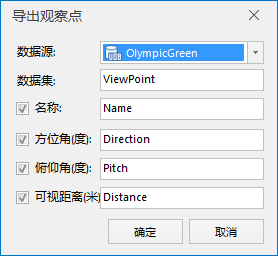 导出观察点
数据源: OlympicGreen
数据集: ViewPoint
名称: Name
方位角(度): Direction
俯仰角(度): Pitch
可视距离(米) Distance
确定 取消